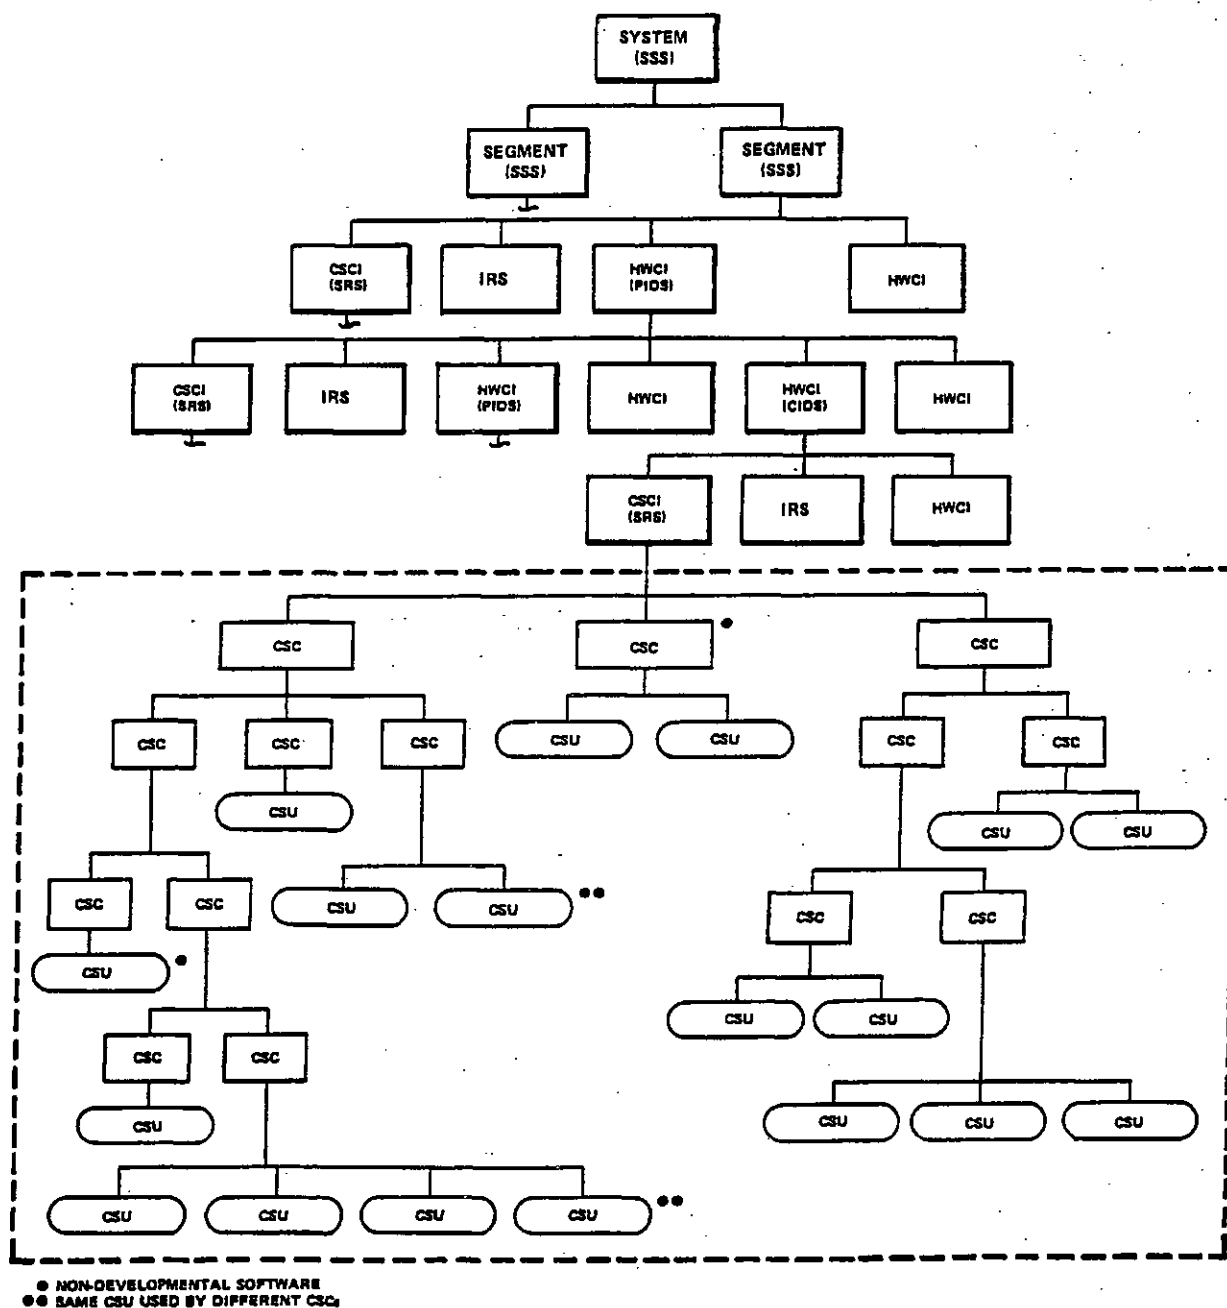 SYSTEM
(SSS)
SEGMENT
(SSS)
SEGMENT
(SSS)
CSCI
(SRS)
IRS
HWCI
(PIDS)
HWCI
CSCI
(SRS)
IRS
HWCI
(PIDS)
HWCI
HWCI
(CIDS)
HWCI
CSCI
(SRS)
IRS
HWCI
CSC
CSC
CSC
CSC
CSC
CSC
CSU
CSU
CSC
CSC
CSU
CSU
CSU
CSC
CSC
CSU
CSU
CSC
CSC
CSU
CSU
CSU
CSC
CSC
CSU
CSU
CSU
CSU
CSU
CSU
CSU
CSU
● NON-DEVELOPMENTAL SOFTWARE
●● SAME CSU USED BY DIFFERENT CSCs